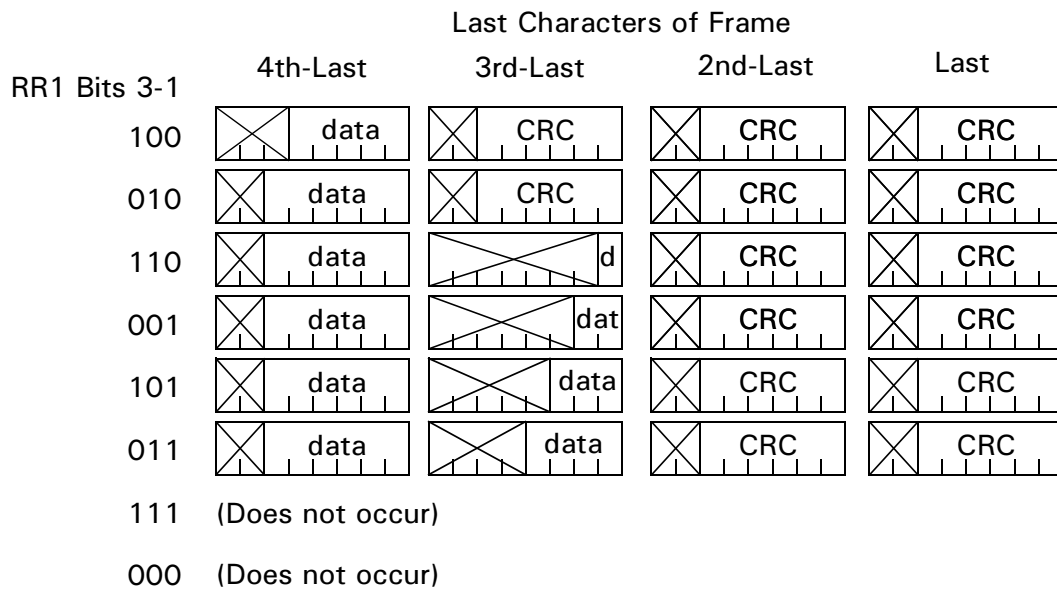 Last Characters of Frame
RR1 Bits 3-1 4th-Last 3rd-Last 2nd-Last Last
100 data CRC CRC CRC
010 data CRC CRC CRC
110 data d CRC CRC
001 data dat CRC CRC
101 data data CRC CRC
011 data data CRC CRC
111 (Does not occur)
000 (Does not occur)